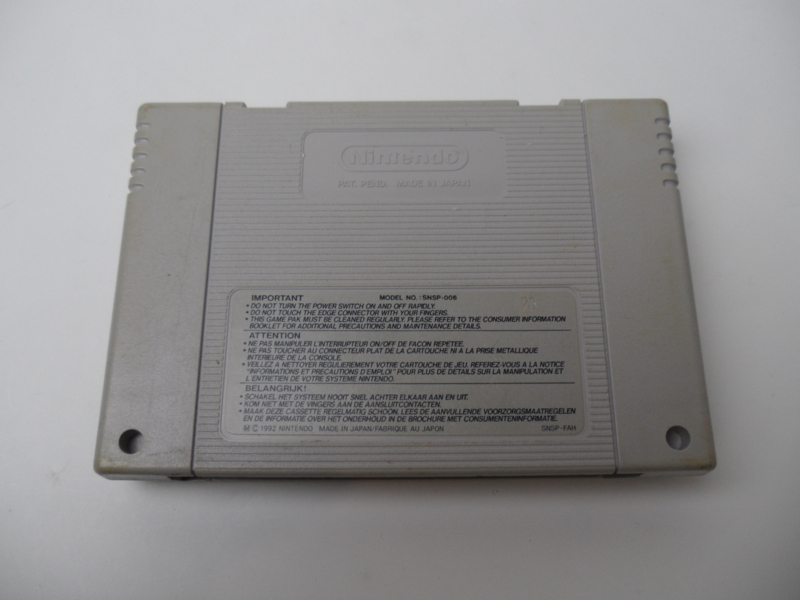 Nintendo
PAT. PEND. MADE IN JAPAN
IMPORTANT MODEL NO.: SNSP-006
• DO NOT TURN THE POWER SWITCH ON AND OFF RAPIDLY.
• DO NOT TOUCH THE EDGE CONNECTOR WITH YOUR FINGERS.
• THIS GAME PAK MUST BE CLEANED REGULARLY. PLEASE REFER TO THE CONSUMER INFORMATION
BOOKLET FOR ADDITIONAL PRECAUTIONS AND MAINTENANCE DETAILS.
ATTENTION
• NE PAS MANIPULER L'INTERRUPTEUR ON/OFF DE FACON REPETEE.
• NE PAS TOUCHER AU CONNECTEUR PLAT DE LA CARTOUCHE NI A LA PRISE METALLIQUE
INTERIEURE DE LA CONSOLE.
• VEILLEZ A NETTOYER REGULIEREMENT VOTRE CARTOUCHE DE JEU. REFEREZ-VOUS A LA NOTICE
"INFORMATIONS ET PRECAUTIONS D'EMPLOI" POUR PLUS DE DETAILS SUR LA MANIPULATION ET
L'ENTRETIEN DE VOTRE SYSTEME NINTENDO.
BELANGRIJK!
• SCHAKEL HET SYSTEEM NOOIT SNEL ACHTER ELKAAR AAN EN UIT.
• KOM NIET MET DE VINGERS AAN DE AANSLUITCONTACTEN.
• MAAK DEZE CASSETTE REGELMATIG SCHOON. LEES DE AANVULLENDE VOORZORGSMAATREGELEN
EN DE INFORMATIE OVER HET ONDERHOUD IN DE BROCHURE MET CONSUMENTENINFORMATIE.
M © 1992 NINTENDO MADE IN JAPAN/FABRIQUE AU JAPON SNSP-FAH